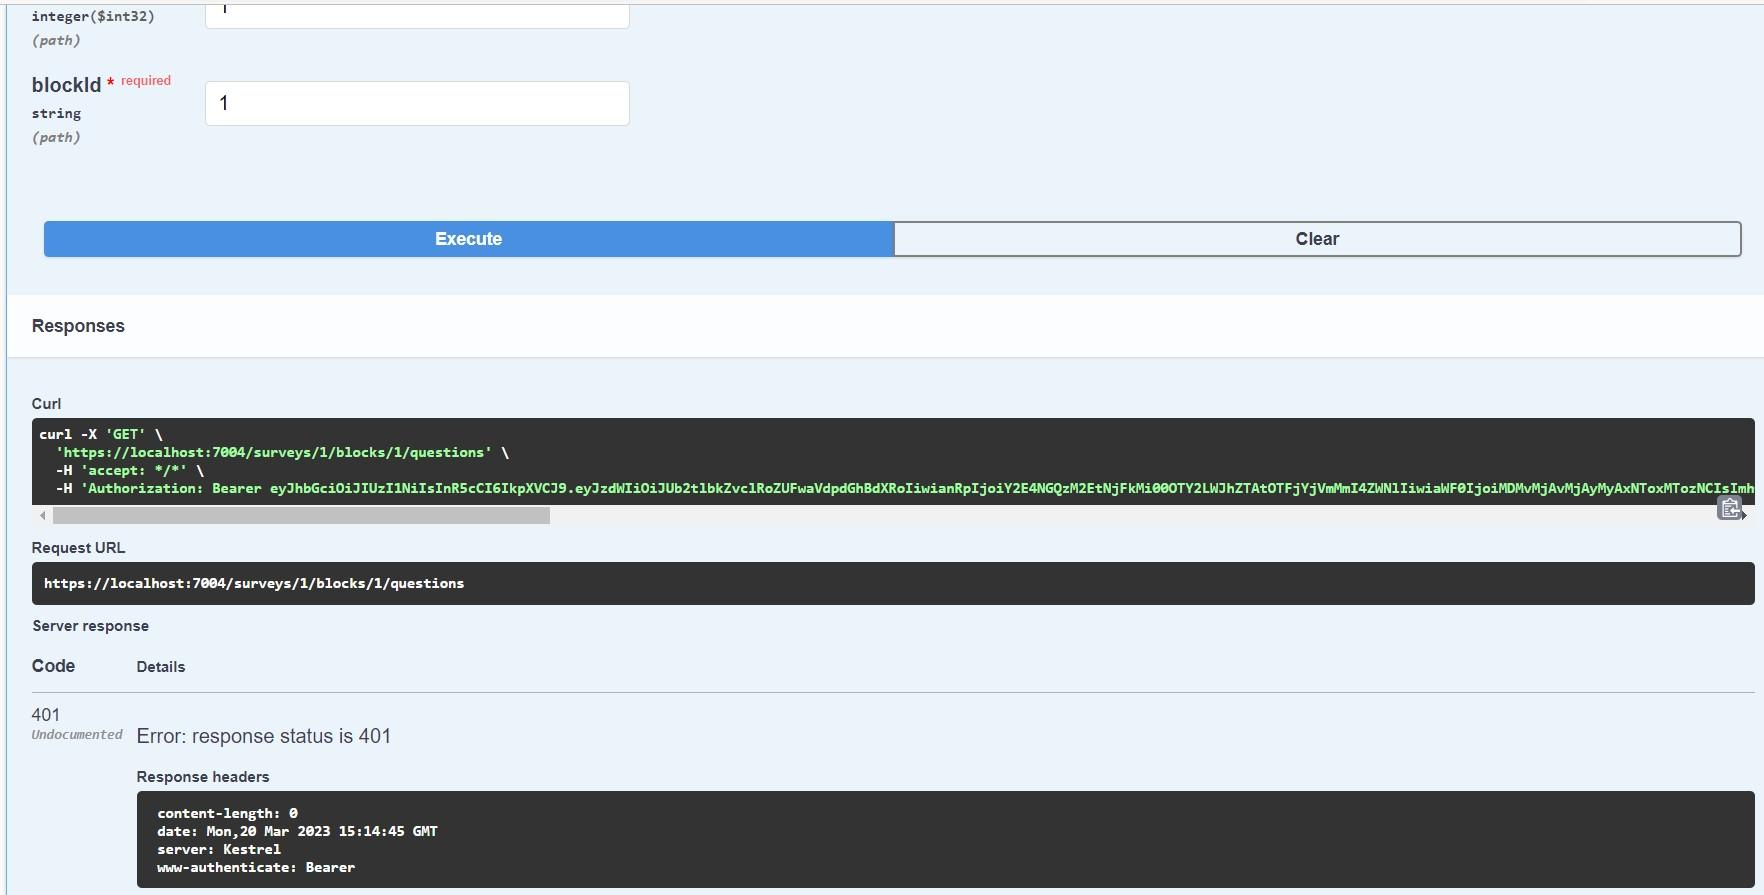 integer($int32)
(path)
blockId * required
string
1
(path)
Execute
Clear
Responses
Curl
curl -X 'GET' \
'https://localhost:7004/surveys/1/blocks/1/questions' \
-H 'accept: */*' \
-H 'Authorization: Bearer
Request URL
https://localhost:7004/surveys/1/blocks/1/questions
Server response
Code
Details
401
Undocumented
Error: response status is 401
Response headers
content-length: 0
date: Mon,20 Mar 2023 15:14:45 GMT
server: Kestrel
www-authenticate: Bearer